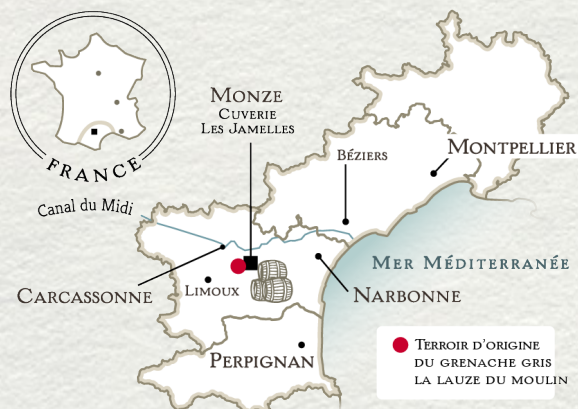 FRANCE
Canal du Midi
MONZE
CUVERIE
LES JAMELLES
BÉZIERS
MONTPELLIER
MER MÉDITERRANÉE
CARCASSONNE
LIMOUX
NARBONNE
PERPIGNAN
TERROIR D'ORIGINE
DU GRENACHE GRIS
LA LAUZE DU MOULIN